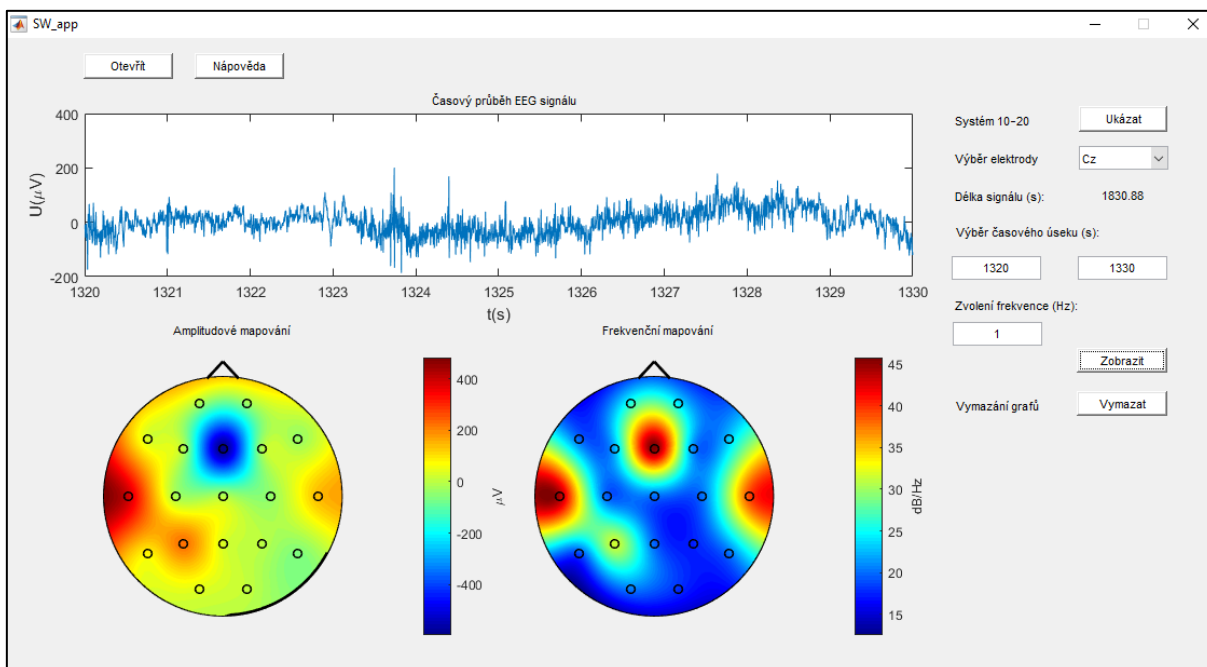 SW_app
Otevřít
Nápověda
Časový průběh EEG signálu
400
200
0
-200
U(μV)
1320
1321
1322
1323
1324
1325
1326
1327
1328
1329
1330
t(s)
Systém 10-20
Ukázat
Výběr elektrody
Cz
Délka signálu (s):
1830.88
Výběr časového úseku (s):
1320
1330
Zvolení frekvence (Hz):
1
Zobrazit
Vymazání grafů
Vymazat
Amplitudové mapování
400
200
0
-200
-400
μV
Frekvenční mapování
45
40
35
30
25
20
15
dB/Hz